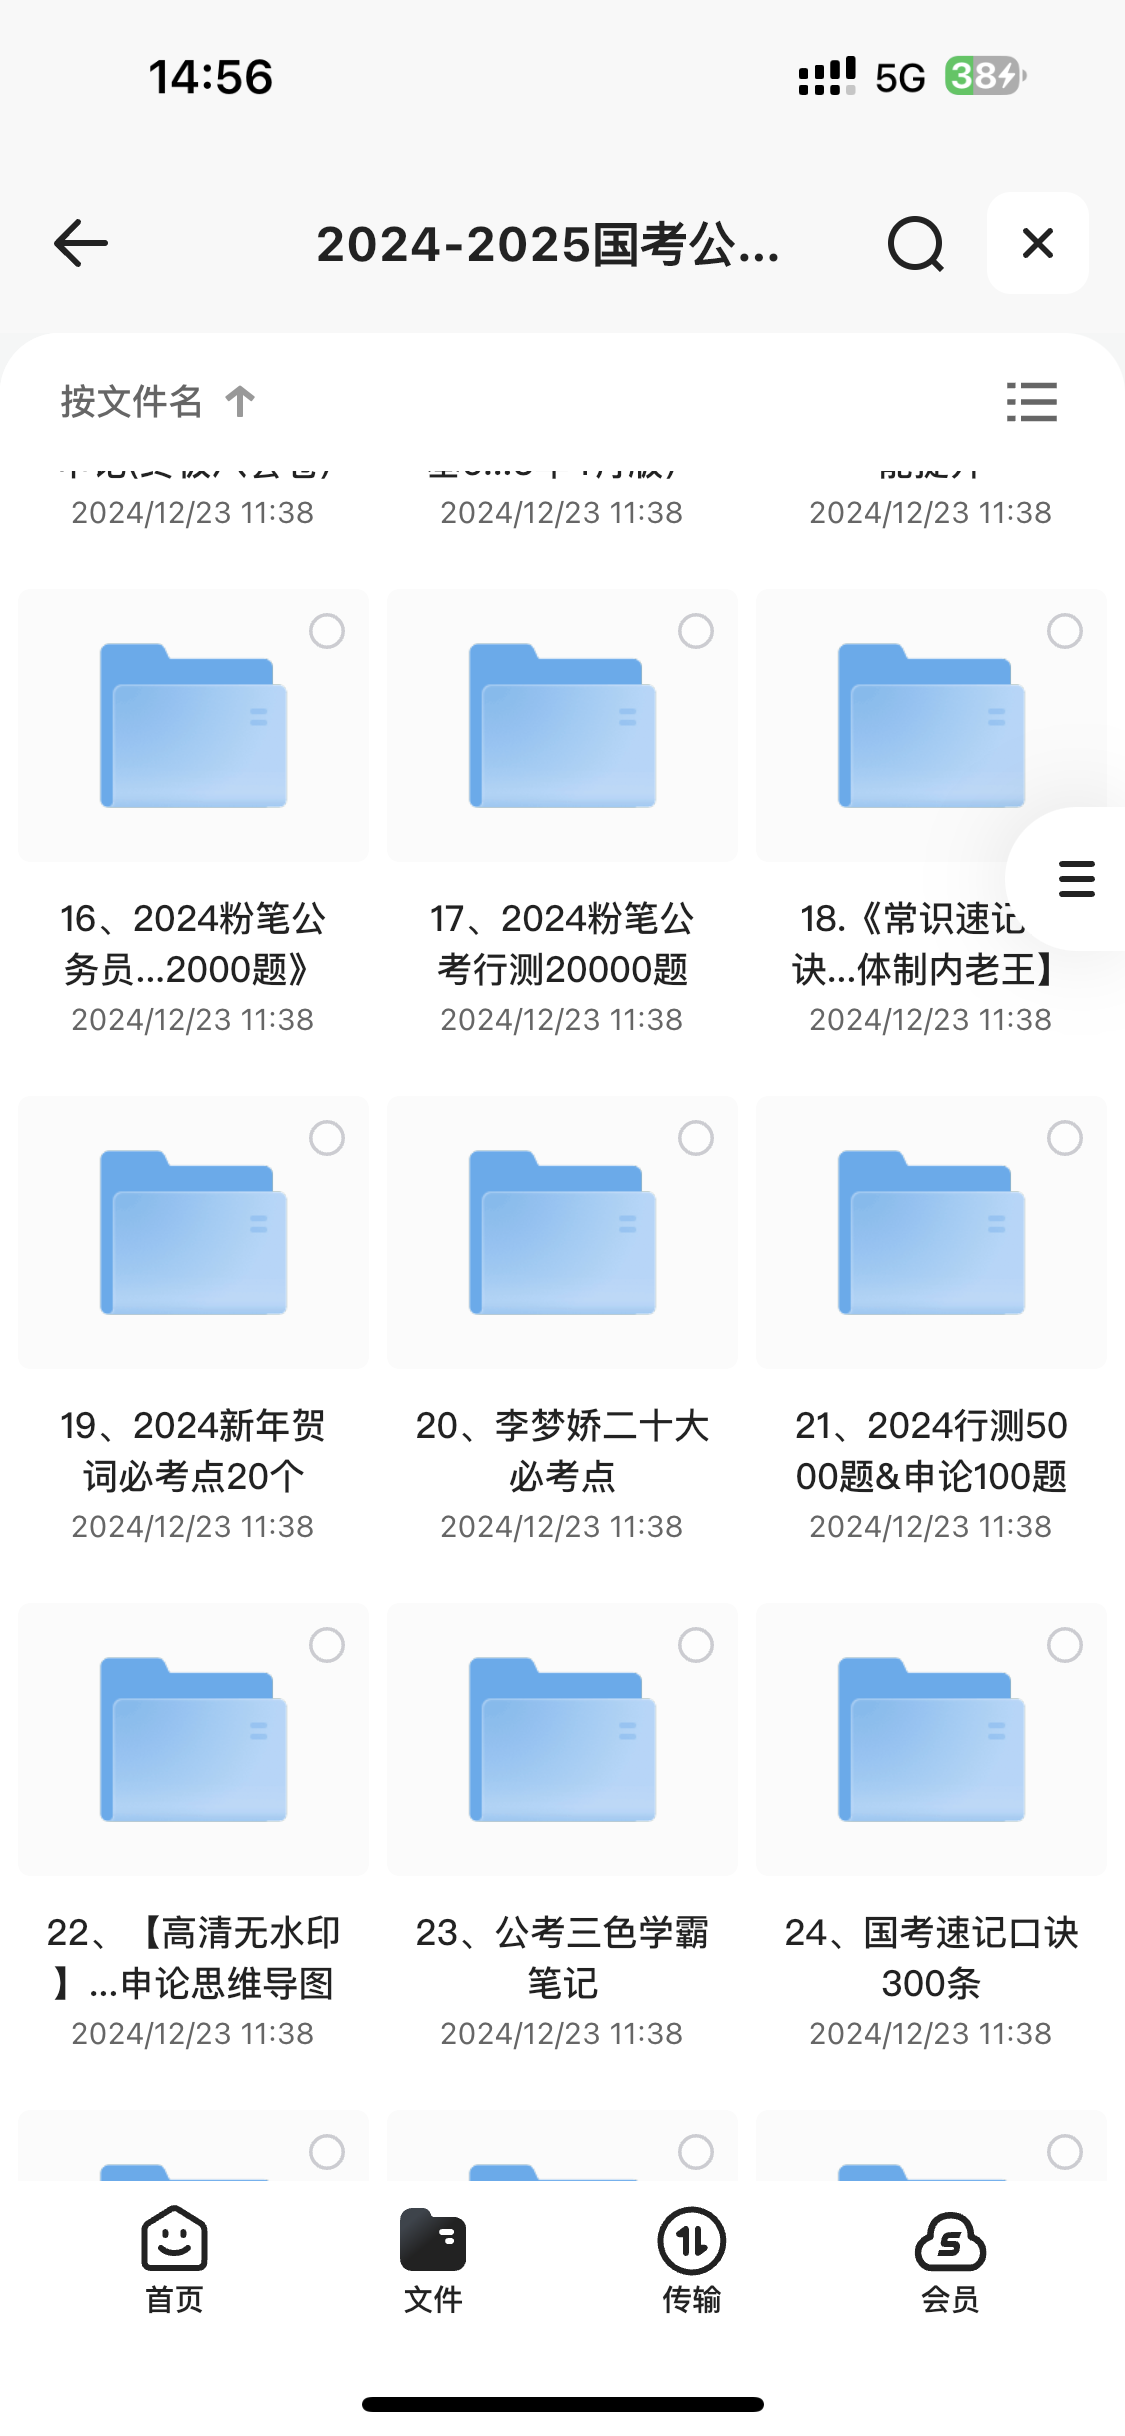 14:56
5G
38
2024-2025国考公...
按文件名
2024/12/23 11:38
2024/12/23 11:38
2024/12/23 11:38
16、2024粉笔公
务员...2000题》
2024/12/23 11:38
17、2024粉笔公
考行测20000题
2024/12/23 11:38
18.《常识速记
诀...体制内老王】
2024/12/23 11:38
19、2024新年贺
词必考点20个
2024/12/23 11:38
20、李梦娇二十大
必考点
2024/12/23 11:38
21、2024行测50
00题&申论100题
2024/12/23 11:38
22、【高清无水印
】...申论思维导图
2024/12/23 11:38
23、公考三色学霸
笔记
2024/12/23 11:38
24、国考速记口诀
300条
2024/12/23 11:38
首页
文件
传输
会员